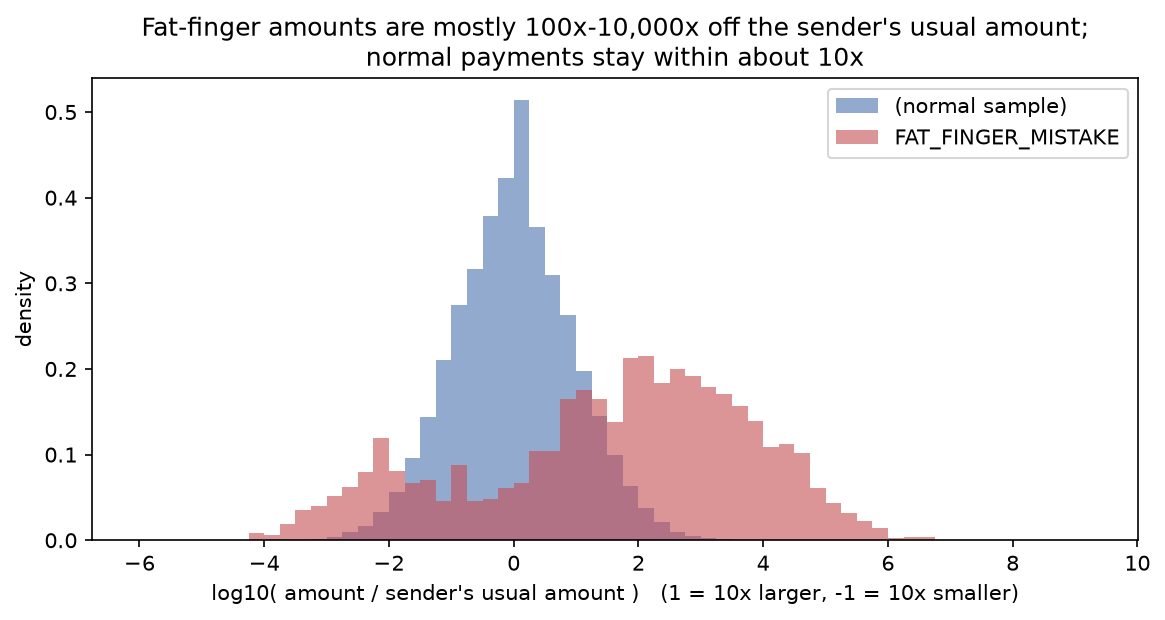 Fat-finger amounts are mostly 100x-10,000x off the sender's usual amount;
normal payments stay within about 10x
(normal sample)
FAT_FINGER_MISTAKE
density
0.5
0.4
0.3
0.2
0.1
0.0
−6
−4
−2
0
2
4
6
8
10
log10( amount / sender's usual amount )   (1 = 10x larger, -1 = 10x smaller)